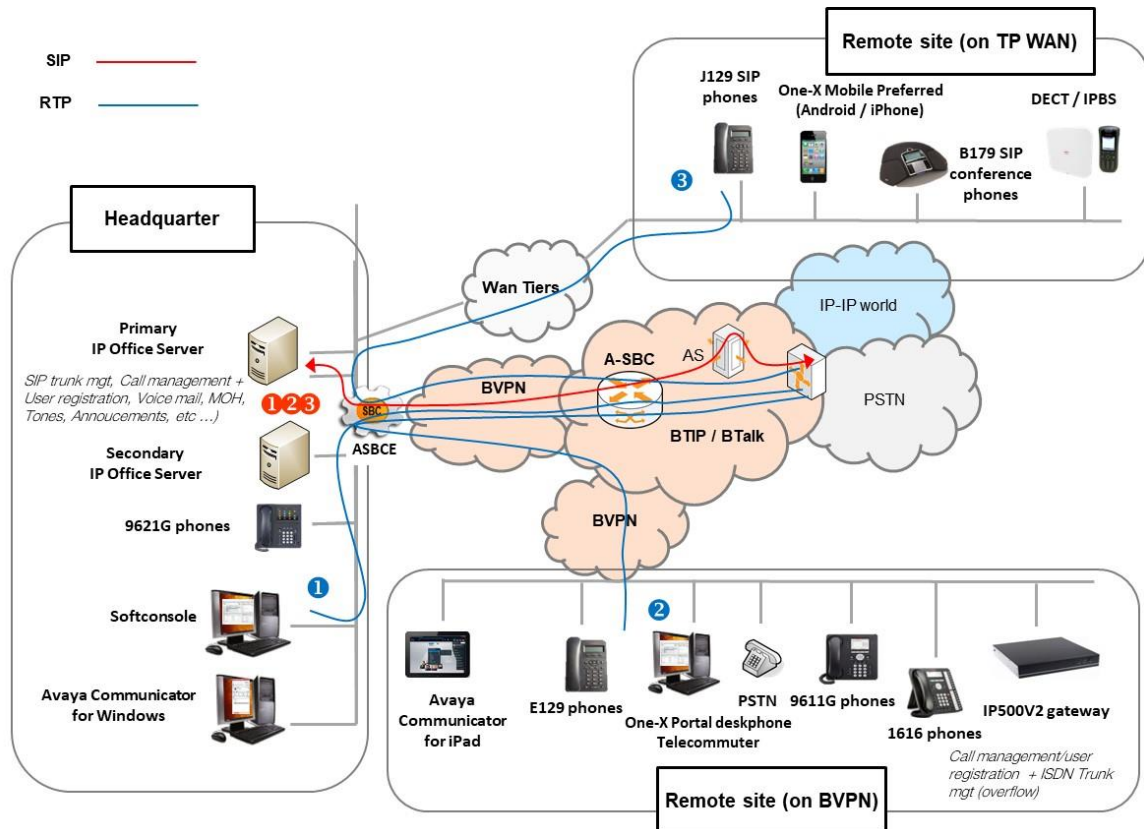 SIP
RTP
Remote site (on TP WAN)
J129 SIP
phones
One-X Mobile Preferred
(Android / iPhone)
DECT / IPBS
B179 SIP
conference
phones
❸
Headquarter
Wan Tiers
IP-IP world
Primary
IP Office Server
SIP trunk mgt, Call management +
User registration, Voice mail, MOH,
Tones, Annoucements, etc …)
❶❷❸
SBC
ASBCE
BVPN
A-SBC
AS
BTIP / BTalk
PSTN
Secondary
IP Office Server
9621G phones
BVPN
❶
Softconsole
Avaya Communicator
for Windows
❷
Avaya
Communicator
for iPad
E129 phones
One-X Portal deskphone
Telecommuter
PSTN
9611G phones
1616 phones
IP500V2 gateway
Call management/user
registration + ISDN Trunk
mgt (overflow)
Remote site (on BVPN)